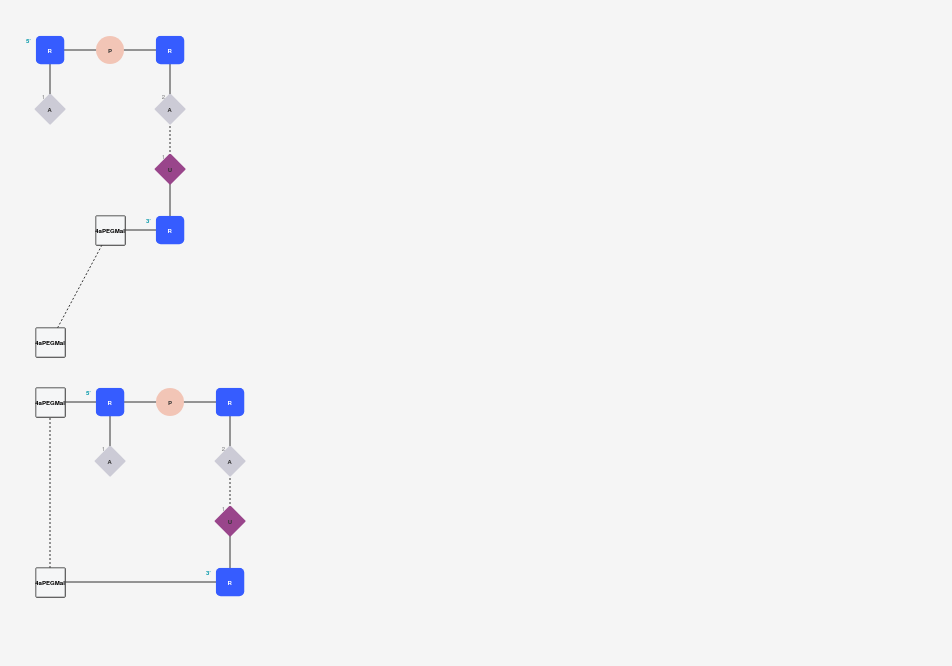 5'
R P R
1 2
A A
1
U
3'
4aPEGMal R
4aPEGMal
5'
4aPEGMal R P R
1 2
A A
1
U
3'
4aPEGMal R